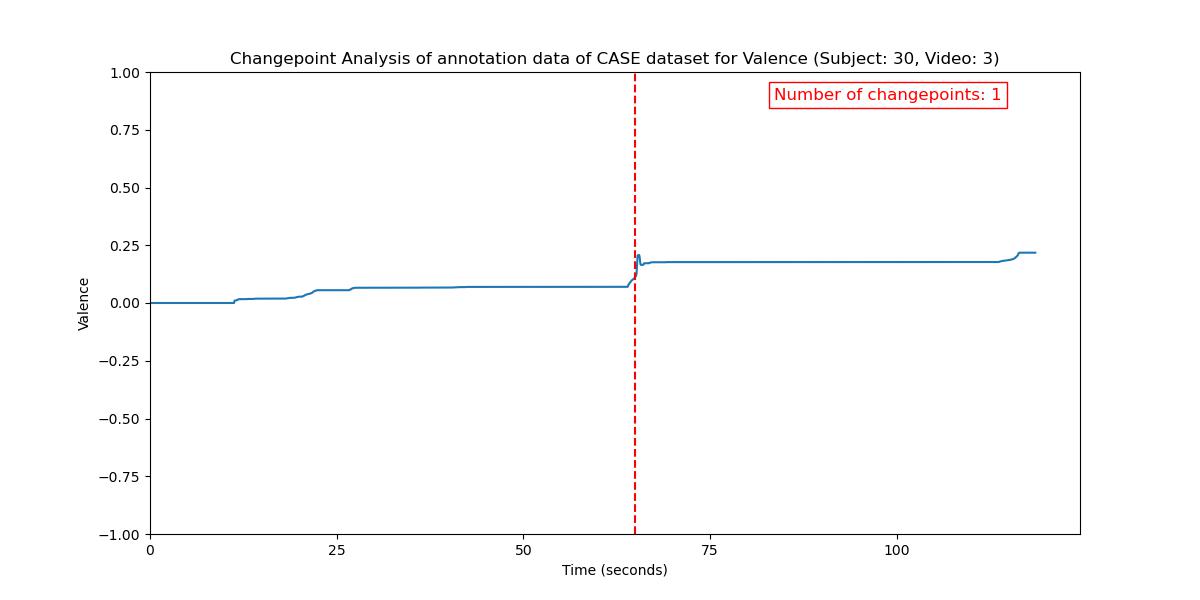 Changepoint Analysis of annotation data of CASE dataset for Valence (Subject: 30, Video: 3)
Number of changepoints: 1
1.00
0.75
0.50
0.25
0.00
−0.25
−0.50
−0.75
−1.00
Valence
0 25 50 75 100
Time (seconds)